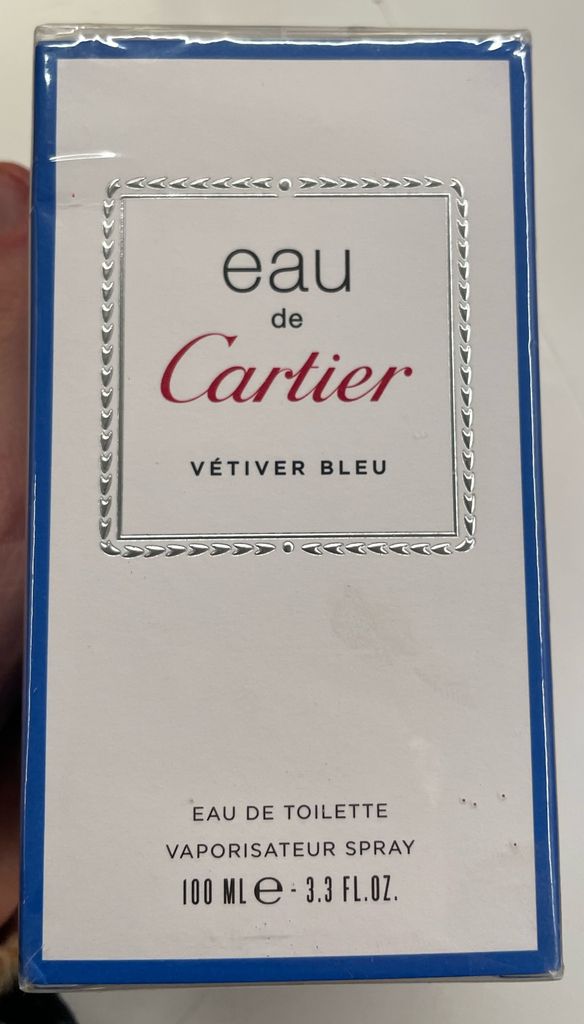 eau
de
Cartier
VÉTIVER BLEU
EAU DE TOILETTE
VAPORISATEUR SPRAY
100 ML ℮ - 3.3 FL.OZ.